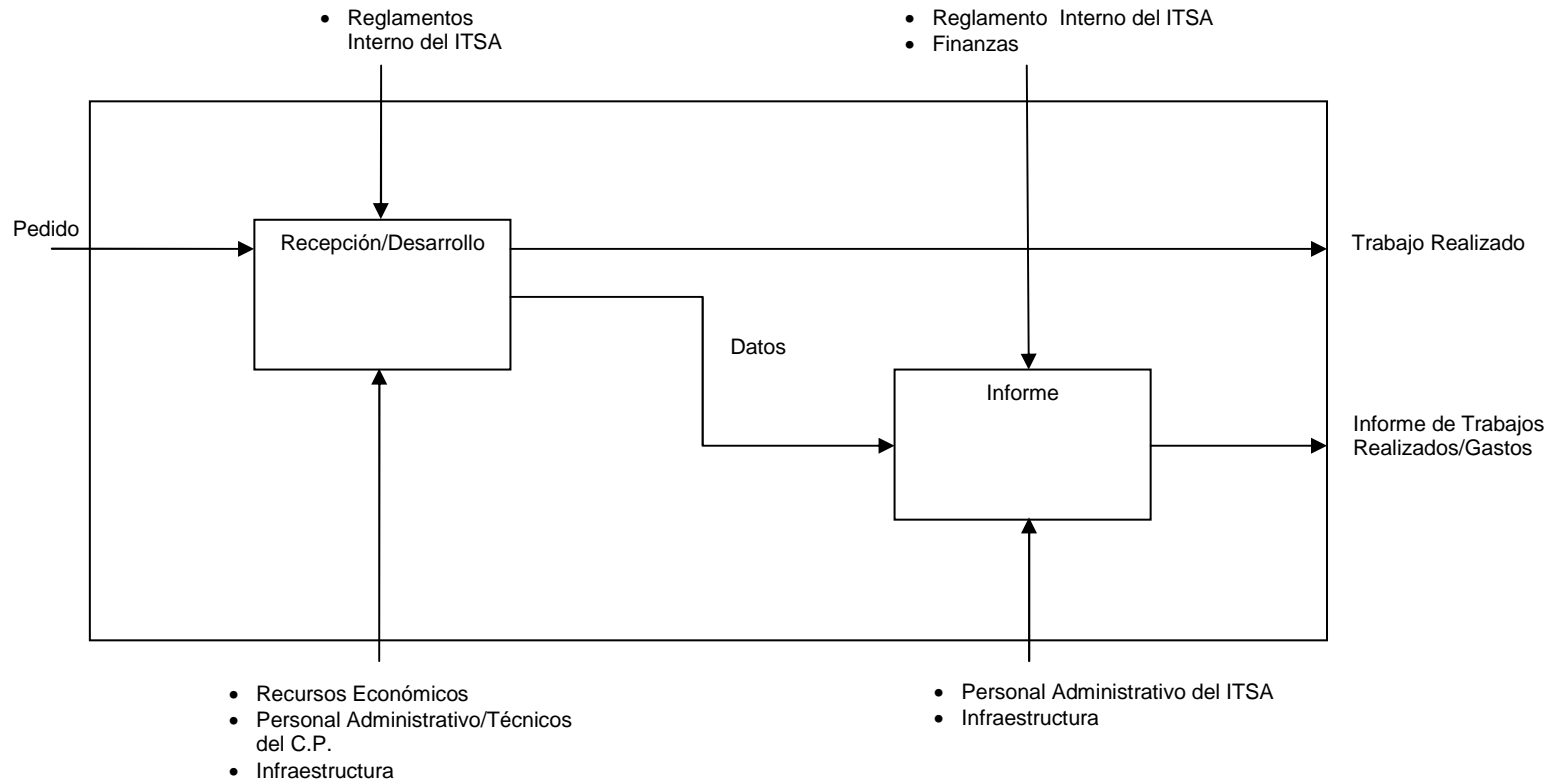 • Reglamentos
Interno del ITSA
• Reglamento Interno del ITSA
• Finanzas
Pedido
Recepción/Desarrollo
Trabajo Realizado
Datos
Informe
Informe de Trabajos
Realizados/Gastos
• Recursos Económicos
• Personal Administrativo/Técnicos
del C.P.
• Infraestructura
• Personal Administrativo del ITSA
• Infraestructura